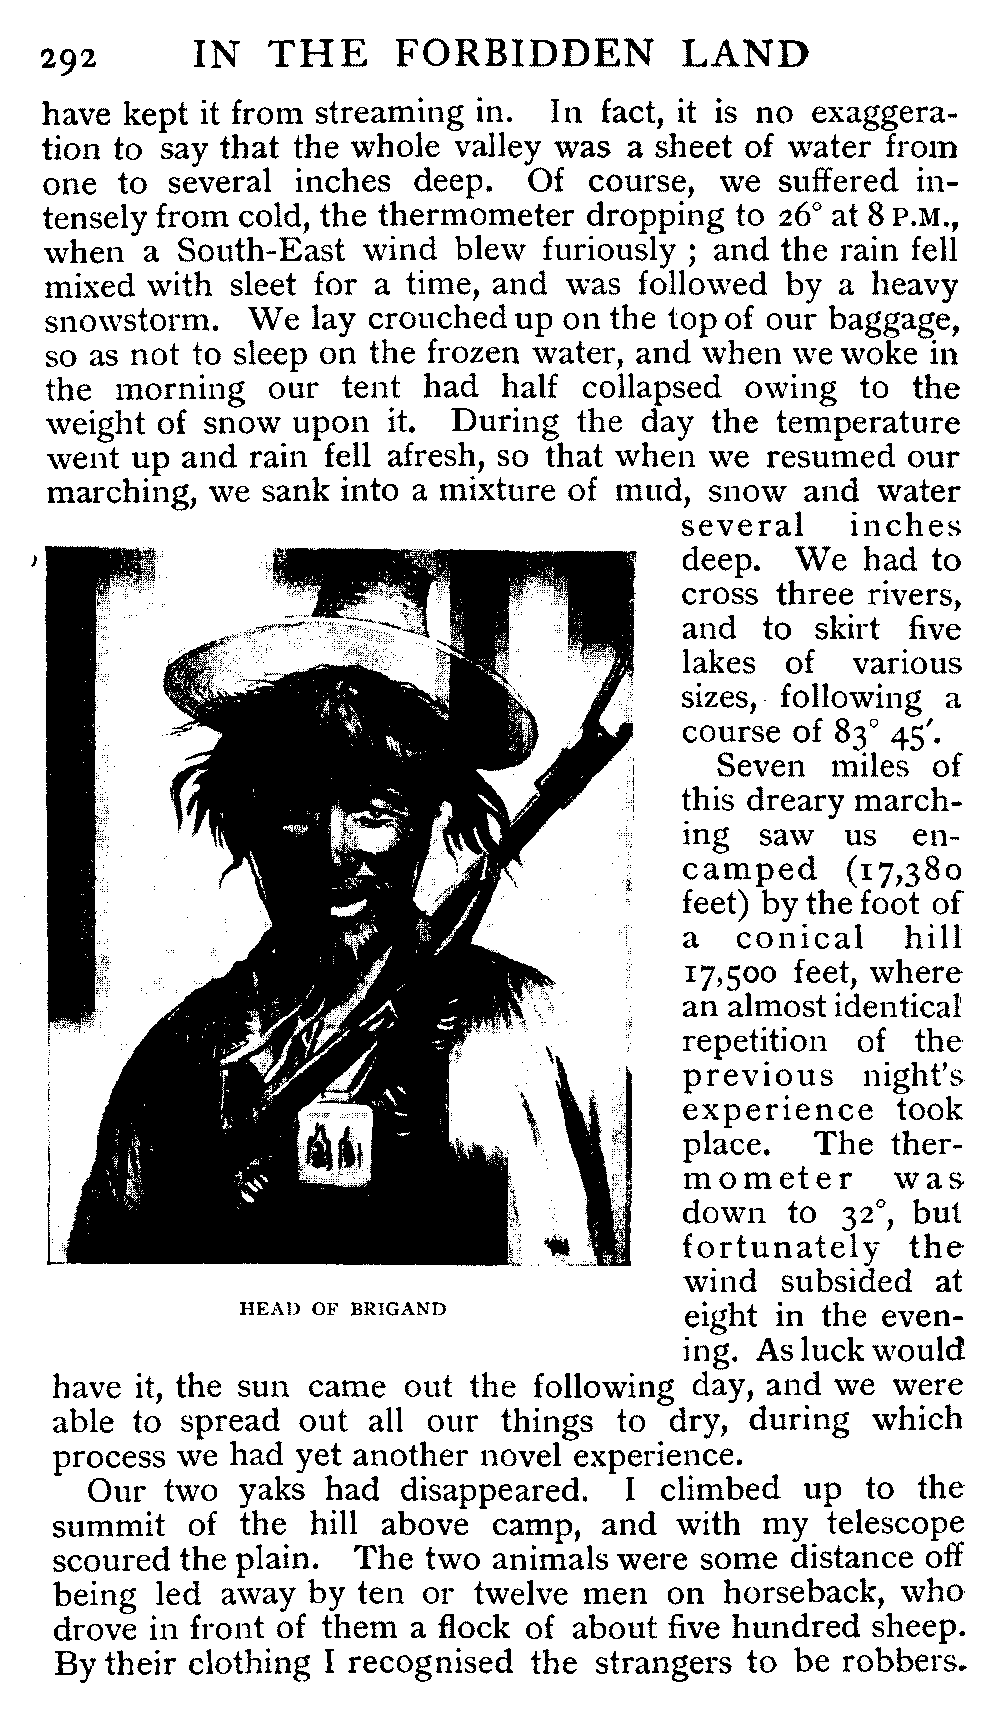 292 IN THE FORBIDDEN LAND
have kept it from streaming in. In fact, it is no exaggera-
tion to say that the whole valley was a sheet of water from
one to several inches deep. Of course, we suffered in-
tensely from cold, the thermometer dropping to 26° at 8 P.M.,
when a South-East wind blew furiously ; and the rain fell
mixed with sleet for a time, and was followed by a heavy
snowstorm. We lay crouched up on the top of our baggage,
so as not to sleep on the frozen water, and when we woke in
the morning our tent had half collapsed owing to the
weight of snow upon it. During the day the temperature
went up and rain fell afresh, so that when we resumed our
marching, we sank into a mixture of mud, snow and water
several inches
deep. We had to
cross three rivers,
and to skirt five
lakes of various
sizes, following a
course of 83° 45′.
Seven miles of
this dreary march-
ing saw us en-
camped (17,380
feet) by the foot of
a conical hill
17,500 feet, where
an almost identical
repetition of the
previous night's
experience took
place. The ther-
mometer was
down to 32°, but
fortunately the
wind subsided at
eight in the even-
ing. As luck would
HEAD OF BRIGAND
have it, the sun came out the following day, and we were
able to spread out all our things to dry, during which
process we had yet another novel experience.
Our two yaks had disappeared. I climbed up to the
summit of the hill above camp, and with my telescope
scoured the plain. The two animals were some distance off
being led away by ten or twelve men on horseback, who
drove in front of them a flock of about five hundred sheep.
By their clothing I recognised the strangers to be robbers.